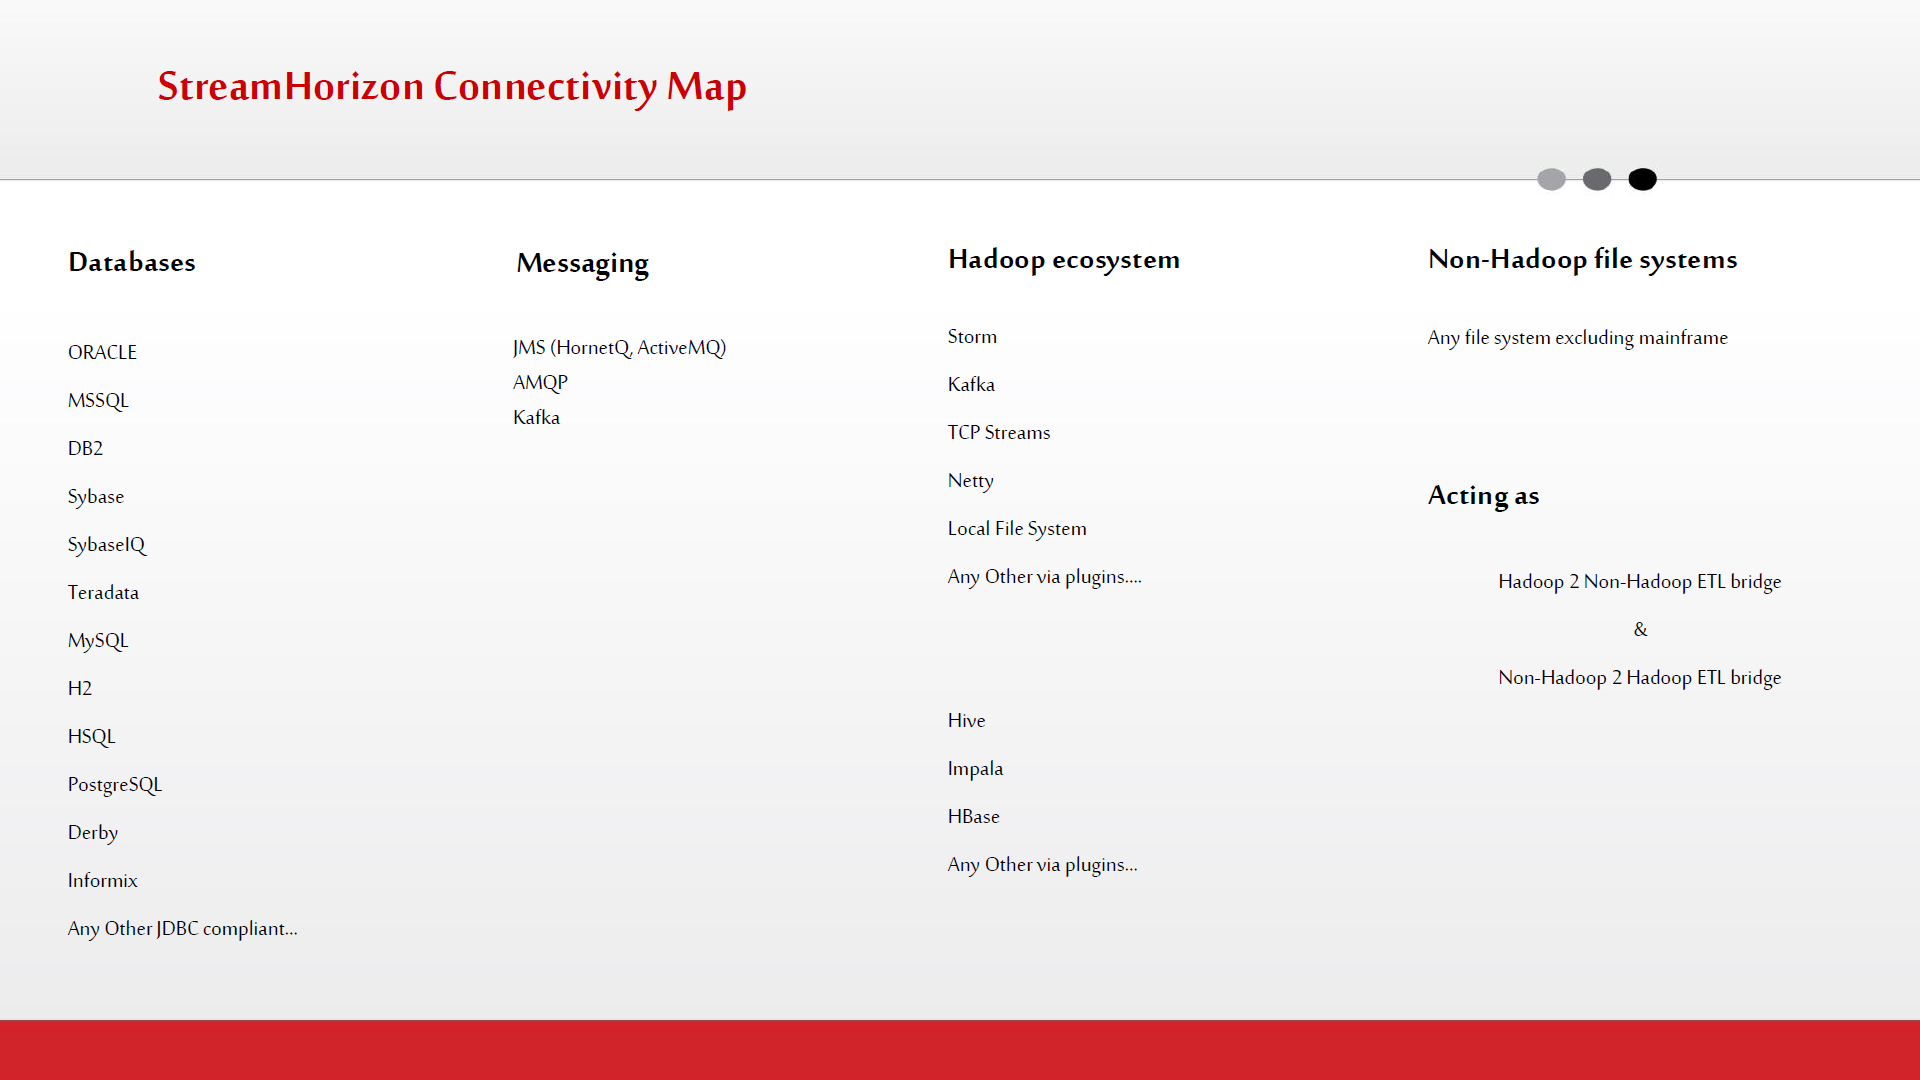 StreamHorizon Connectivity Map
Databases
ORACLE
MSSQL
DB2
Sybase
SybaseIQ
Teradata
MySQL
H2
HSQL
PostgreSQL
Derby
Informix
Any Other JDBC compliant...
Messaging
JMS (HornetQ, ActiveMQ)
AMQP
Kafka
Hadoop ecosystem
Storm
Kafka
TCP Streams
Netty
Local File System
Any Other via plugins....
Hive
Impala
HBase
Any Other via plugins...
Non-Hadoop file systems
Any file system excluding mainframe
Acting as
Hadoop 2 Non-Hadoop ETL bridge
&
Non-Hadoop 2 Hadoop ETL bridge